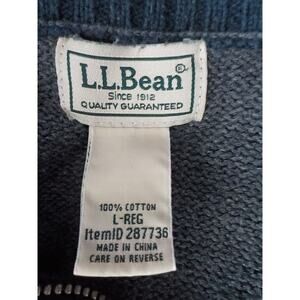 L.L.Bean®
Since 1912
QUALITY GUARANTEED
100% COTTON
L-REG
ItemID 287736
MADE IN CHINA
CARE ON REVERSE